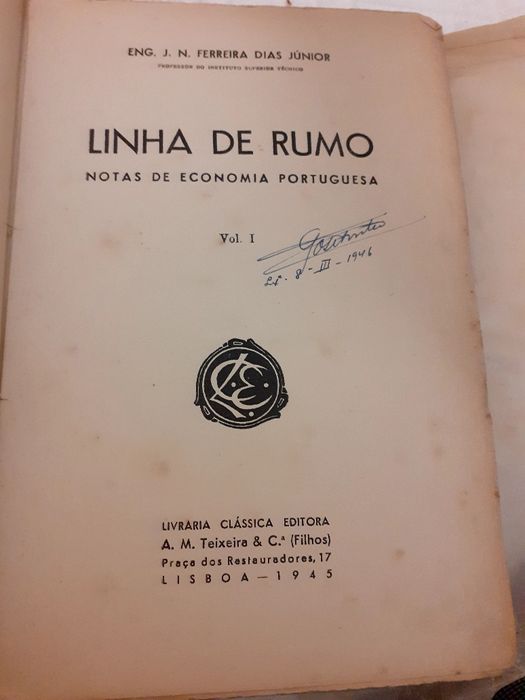 ENG. J. N. FERREIRA DIAS JÚNIOR
PROFESSOR DO INSTITUTO SUPERIOR TÉCNICO
LINHA DE RUMO
NOTAS DE ECONOMIA PORTUGUESA
Vol. I
8 - III - 1946
LIVRARIA CLÁSSICA EDITORA
A. M. Teixeira & C.ª (Filhos)
Praça dos Restauradores, 17
LISBOA — 1945